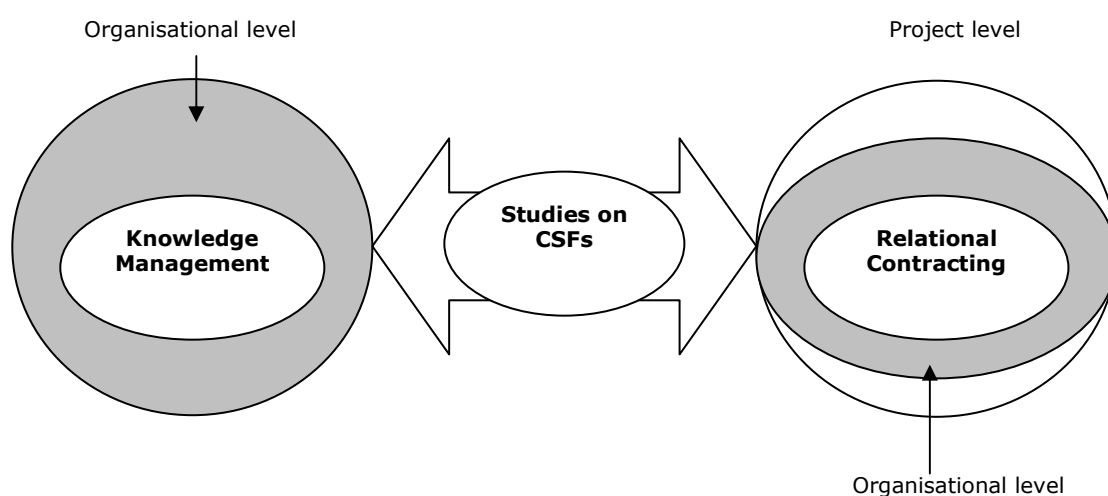 Organisational level
Project level
Knowledge
Management
Studies on
CSFs
Relational
Contracting
Organisational level